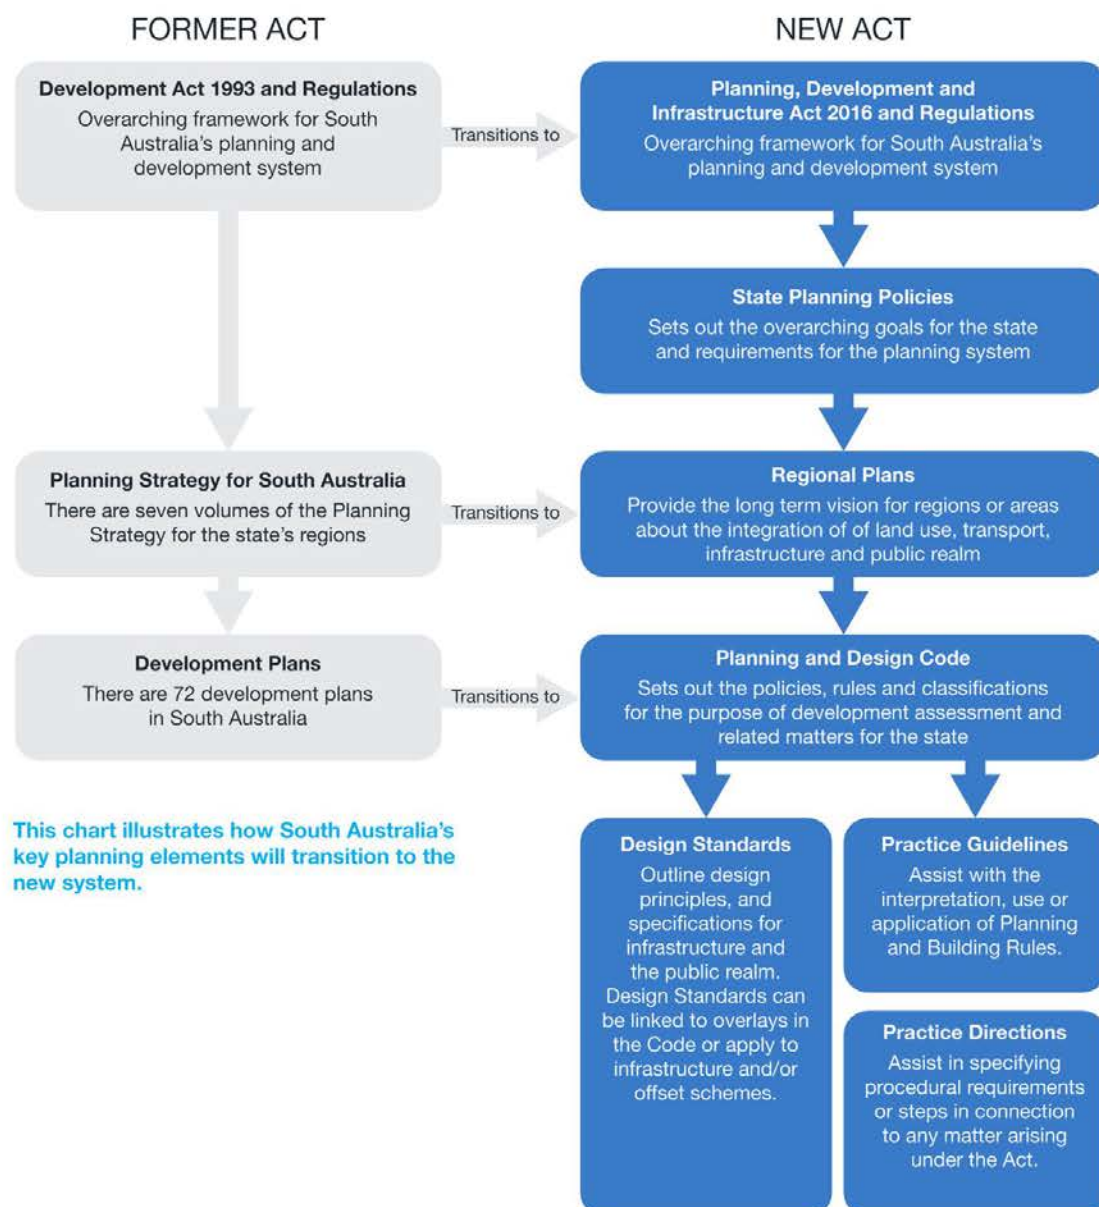 FORMER ACT
NEW ACT
Development Act 1993 and Regulations
Overarching framework for South
Australia's planning and
development system
Transitions to
Planning, Development and
Infrastructure Act 2016 and Regulations
Overarching framework for South Australia's
planning and development system
State Planning Policies
Sets out the overarching goals for the state
and requirements for the planning system
Planning Strategy for South Australia
There are seven volumes of the Planning
Strategy for the state's regions
Transitions to
Regional Plans
Provide the long term vision for regions or areas
about the integration of of land use, transport,
infrastructure and public realm
Development Plans
There are 72 development plans
in South Australia
Transitions to
Planning and Design Code
Sets out the policies, rules and classifications
for the purpose of development assessment and
related matters for the state
This chart illustrates how South Australia's
key planning elements will transition to the
new system.
Design Standards
Outline design
principles, and
specifications for
infrastructure and
the public realm.
Design Standards can
be linked to overlays in
the Code or apply to
infrastructure and/or
offset schemes.
Practice Guidelines
Assist with the
interpretation, use or
application of Planning
and Building Rules.
Practice Directions
Assist in specifying
procedural requirements
or steps in connection
to any matter arising
under the Act.